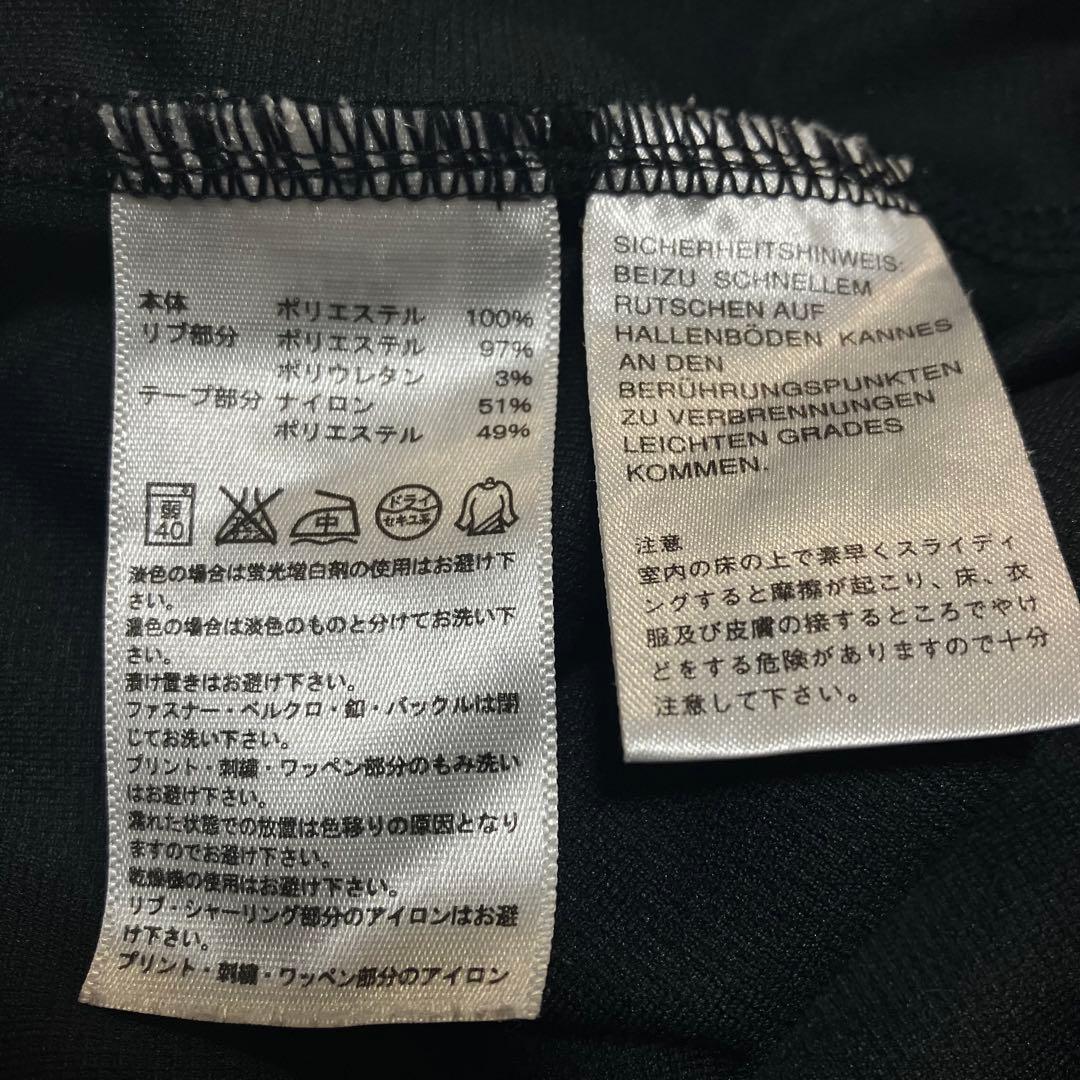 本体 ポリエステル 100%
リブ部分 ポリエステル 97%
ポリウレタン 3%
テープ部分 ナイロン 51%
ポリエステル 49%
弱
40
中
ドライ
セキユ系
淡色の場合は蛍光増白剤の使用はお避け下
さい。
濃色の場合は淡色のものと分けてお洗い下
さい。
漬け置きはお避け下さい。
ファスナー・ベルクロ・釦・バックルは閉
じてお洗い下さい。
プリント・刺繍・ワッペン部分のもみ洗い
はお避け下さい。
濡れた状態での放置は色移りの原因となり
ますのでお避け下さい。
乾燥機の使用はお避け下さい。
リブ・シャーリング部分のアイロンはお避
け下さい。
プリント・刺繍・ワッペン部分のアイロン
SICHERHEITSHINWEIS:
BEIZU SCHNELLEM
RUTSCHEN AUF
HALLENBÖDEN KANNES
AN DEN
BERÜHRUNGSPUNKTEN
ZU VERBRENNUNGEN
LEICHTEN GRADES
KOMMEN.
注意
室内の床の上で素早くスライディ
ングすると摩擦が起こり、床、衣
服及び皮膚の接するところでやけ
どをする危険がありますので十分
注意して下さい。